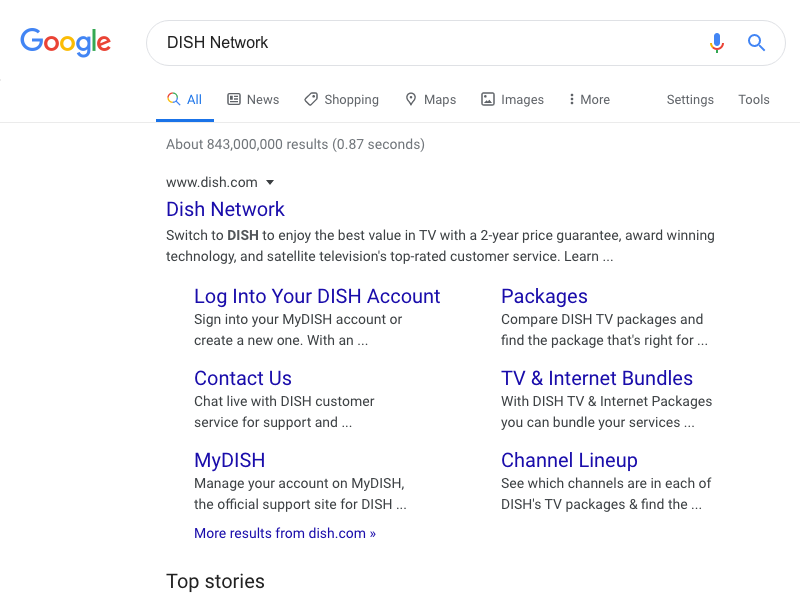 Google
DISH Network
All News Shopping Maps Images More Settings Tools
About 843,000,000 results (0.87 seconds)
www.dish.com
Dish Network
Switch to DISH to enjoy the best value in TV with a 2-year price guarantee, award winning
technology, and satellite television's top-rated customer service. Learn ...
Log Into Your DISH Account
Sign into your MyDISH account or
create a new one. With an ...
Packages
Compare DISH TV packages and
find the package that's right for ...
Contact Us
Chat live with DISH customer
service for support and ...
TV & Internet Bundles
With DISH TV & Internet Packages
you can bundle your services ...
MyDISH
Manage your account on MyDISH,
the official support site for DISH ...
Channel Lineup
See which channels are in each of
DISH's TV packages & find the ...
More results from dish.com »
Top stories